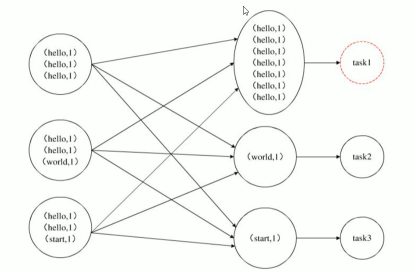 (hello,1)
(hello,1)
(hello,1)
(hello,1)
(hello,1)
(world,1)
(hello,1)
(hello,1)
(start,1)
(hello,1)
(hello,1)
(hello,1)
(hello,1)
(hello,1)
(hello,1)
(hello,1)
(world,1)
(start,1)
task1
task2
task3